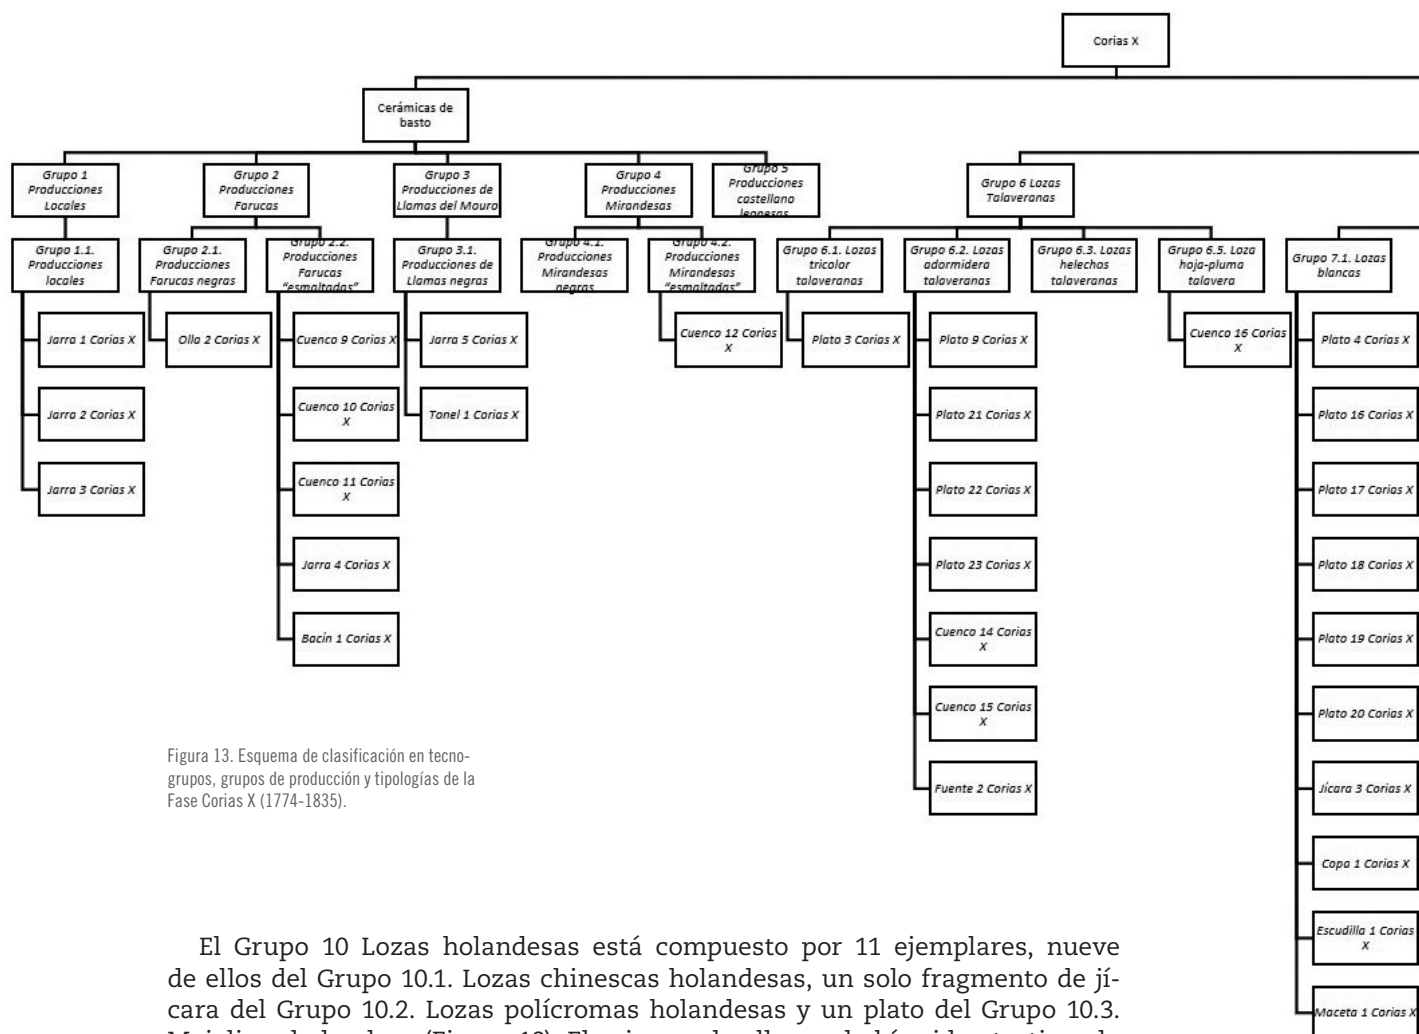 Corias X
Cerámicas de
basto
Grupo 1
Producciones
Locales
Grupo 2
Producciones
Farucas
Grupo 3
Producciones de
Llamas del Mouro
Grupo 4
Producciones
Mirandesas
Grupo 5
Producciones
castellano
leonesas
Grupo 6 Lozas
Talaveranas
Grupo 1.1.
Producciones
locales
Grupo 2.1.
Producciones
Farucas negras
Grupo 2.2.
Producciones
Farucas
"esmaltadas"
Grupo 3.1.
Producciones de
Llamas negras
Grupo 4.1.
Producciones
Mirandesas
negras
Grupo 4.2.
Producciones
Mirandesas
"esmaltadas"
Grupo 6.1. Lozas
tricolor
talaveranas
Grupo 6.2. Lozas
adormidera
talaveranas
Grupo 6.3. Lozas
helechos
talaveranas
Grupo 6.5. Loza
hoja-pluma
talavera
Grupo 7.1. Lozas
blancas
Jarra 1 Corias X
Jarra 2 Corias X
Jarra 3 Corias X
Olla 2 Corias X
Cuenco 9 Corias X
Cuenco 10 Corias
X
Cuenco 11 Corias
X
Jarra 4 Corias X
Bacín 1 Corias X
Jarra 5 Corias X
Tonel 1 Corias X
Cuenco 12 Corias
X
Plato 3 Corias X
Plato 9 Corias X
Plato 21 Corias X
Plato 22 Corias X
Plato 23 Corias X
Cuenco 14 Corias
X
Cuenco 15 Corias
X
Fuente 2 Corias X
Cuenco 16 Corias
X
Plato 4 Corias X
Plato 16 Corias X
Plato 17 Corias X
Plato 18 Corias X
Plato 19 Corias X
Plato 20 Corias X
Jícara 3 Corias X
Copa 1 Corias X
Escudilla 1 Corias
X
Maceta 1 Corias X
Figura 13. Esquema de clasificación en tecno-
grupos, grupos de producción y tipologías de la
Fase Corias X (1774-1835).
El Grupo 10 Lozas holandesas está compuesto por 11 ejemplares, nueve
de ellos del Grupo 10.1. Lozas chinescas holandesas, un solo fragmento de jí-
cara del Grupo 10.2. Lozas polícromas holandesas y un plato del Grupo 10.3.